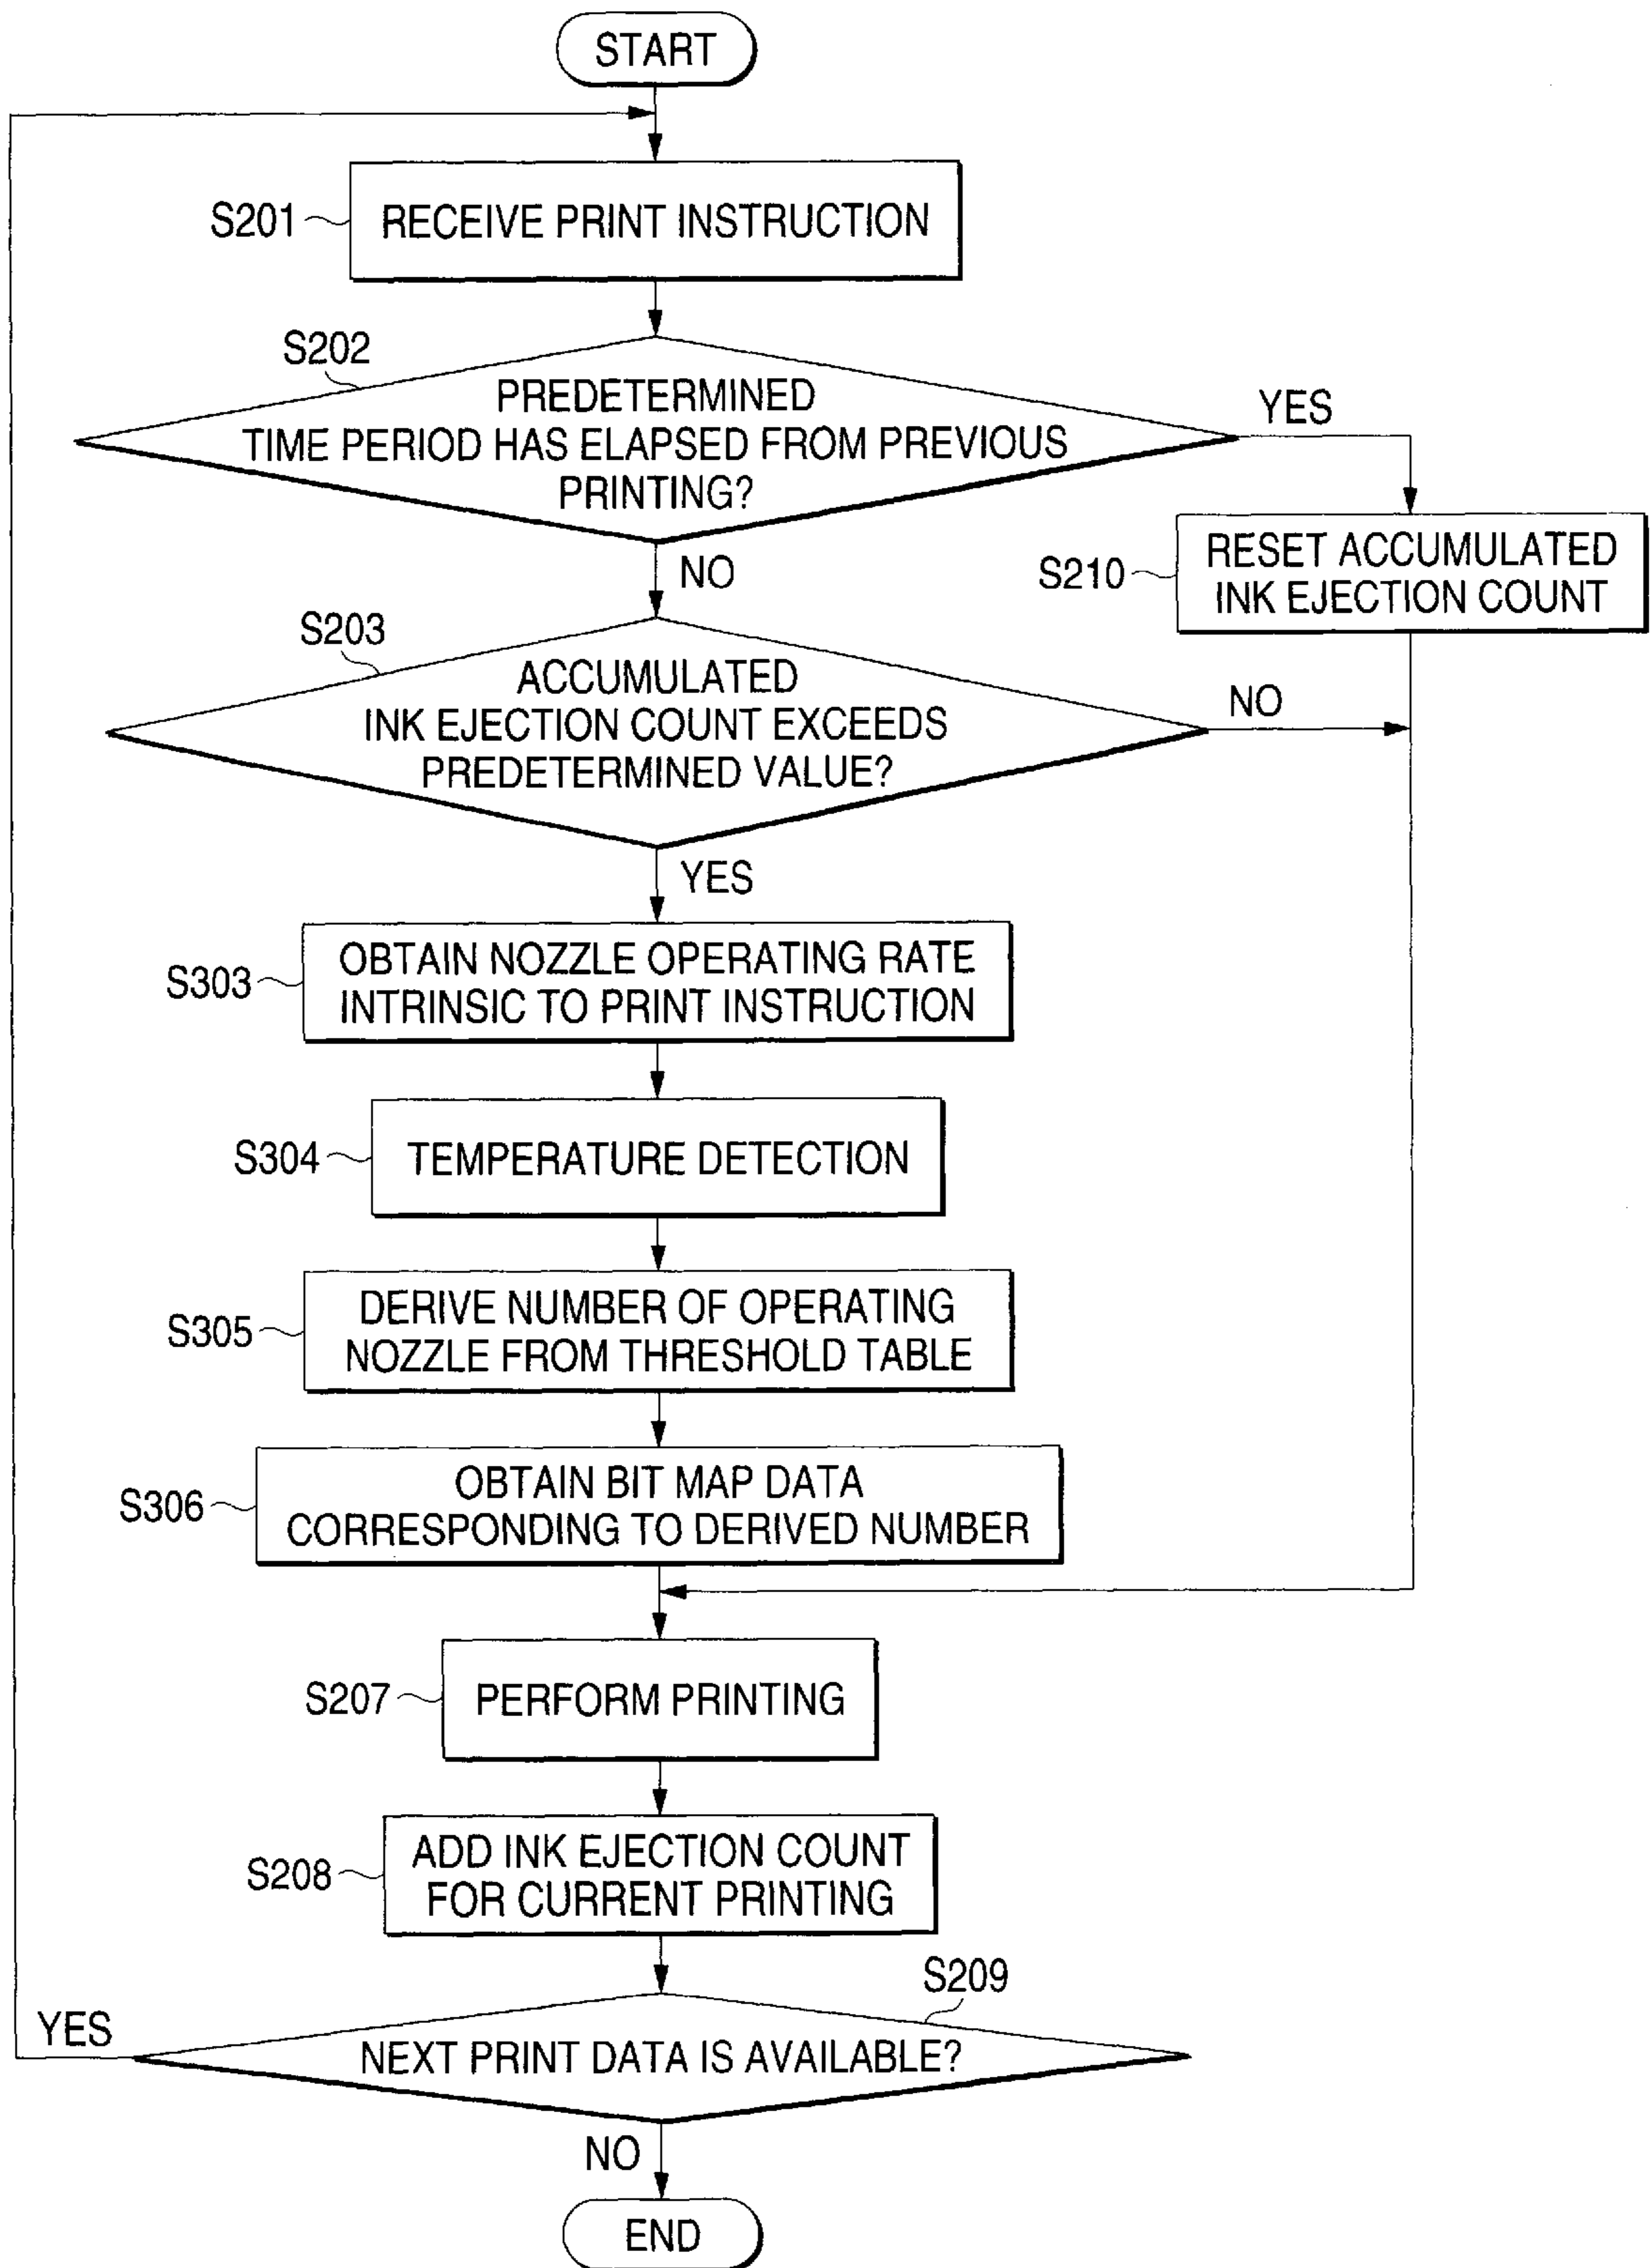 START
S201
RECEIVE PRINT INSTRUCTION
S202
PREDETERMINED
TIME PERIOD HAS ELAPSED FROM PREVIOUS
PRINTING?
YES
NO
S210
RESET ACCUMULATED
INK EJECTION COUNT
S203
ACCUMULATED
INK EJECTION COUNT EXCEEDS
PREDETERMINED VALUE?
NO
YES
S303
OBTAIN NOZZLE OPERATING RATE
INTRINSIC TO PRINT INSTRUCTION
S304
TEMPERATURE DETECTION
S305
DERIVE NUMBER OF OPERATING
NOZZLE FROM THRESHOLD TABLE
S306
OBTAIN BIT MAP DATA
CORRESPONDING TO DERIVED NUMBER
S207
PERFORM PRINTING
S208
ADD INK EJECTION COUNT
FOR CURRENT PRINTING
S209
YES
NEXT PRINT DATA IS AVAILABLE?
NO
END